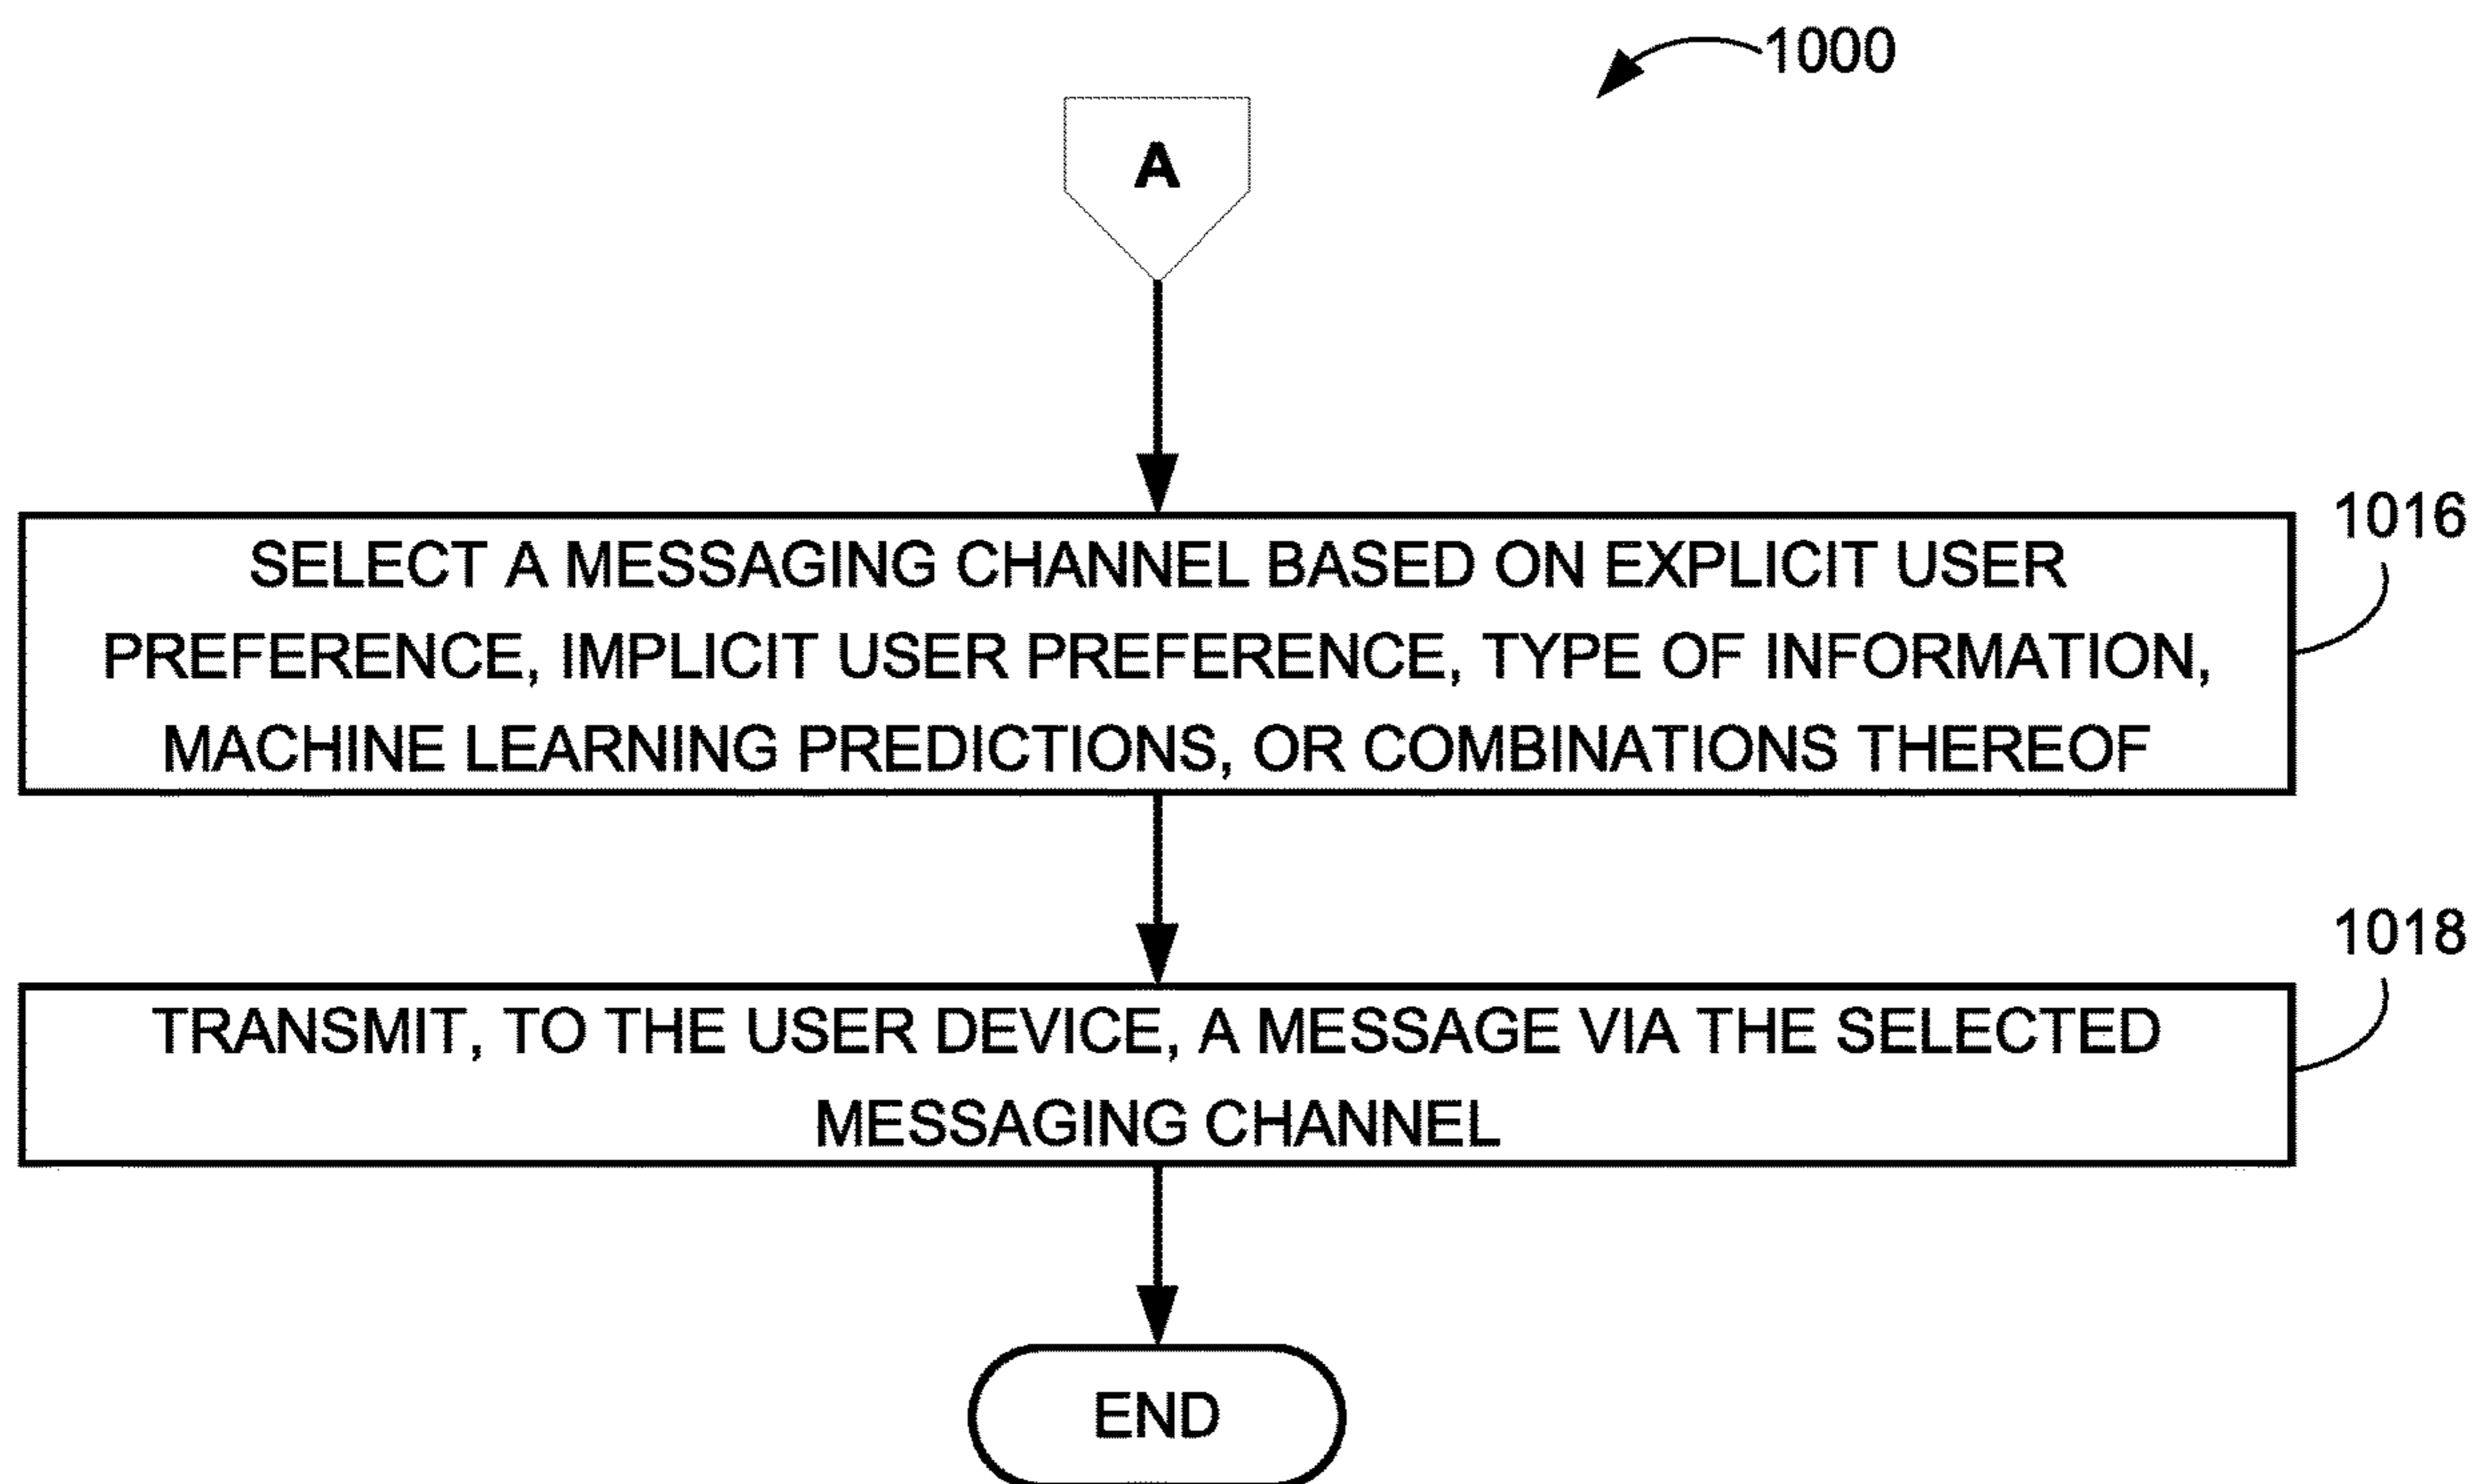 1000
A
1016
SELECT A MESSAGING CHANNEL BASED ON EXPLICIT USER
PREFERENCE, IMPLICIT USER PREFERENCE, TYPE OF INFORMATION,
MACHINE LEARNING PREDICTIONS, OR COMBINATIONS THEREOF
1018
TRANSMIT, TO THE USER DEVICE, A MESSAGE VIA THE SELECTED
MESSAGING CHANNEL
END